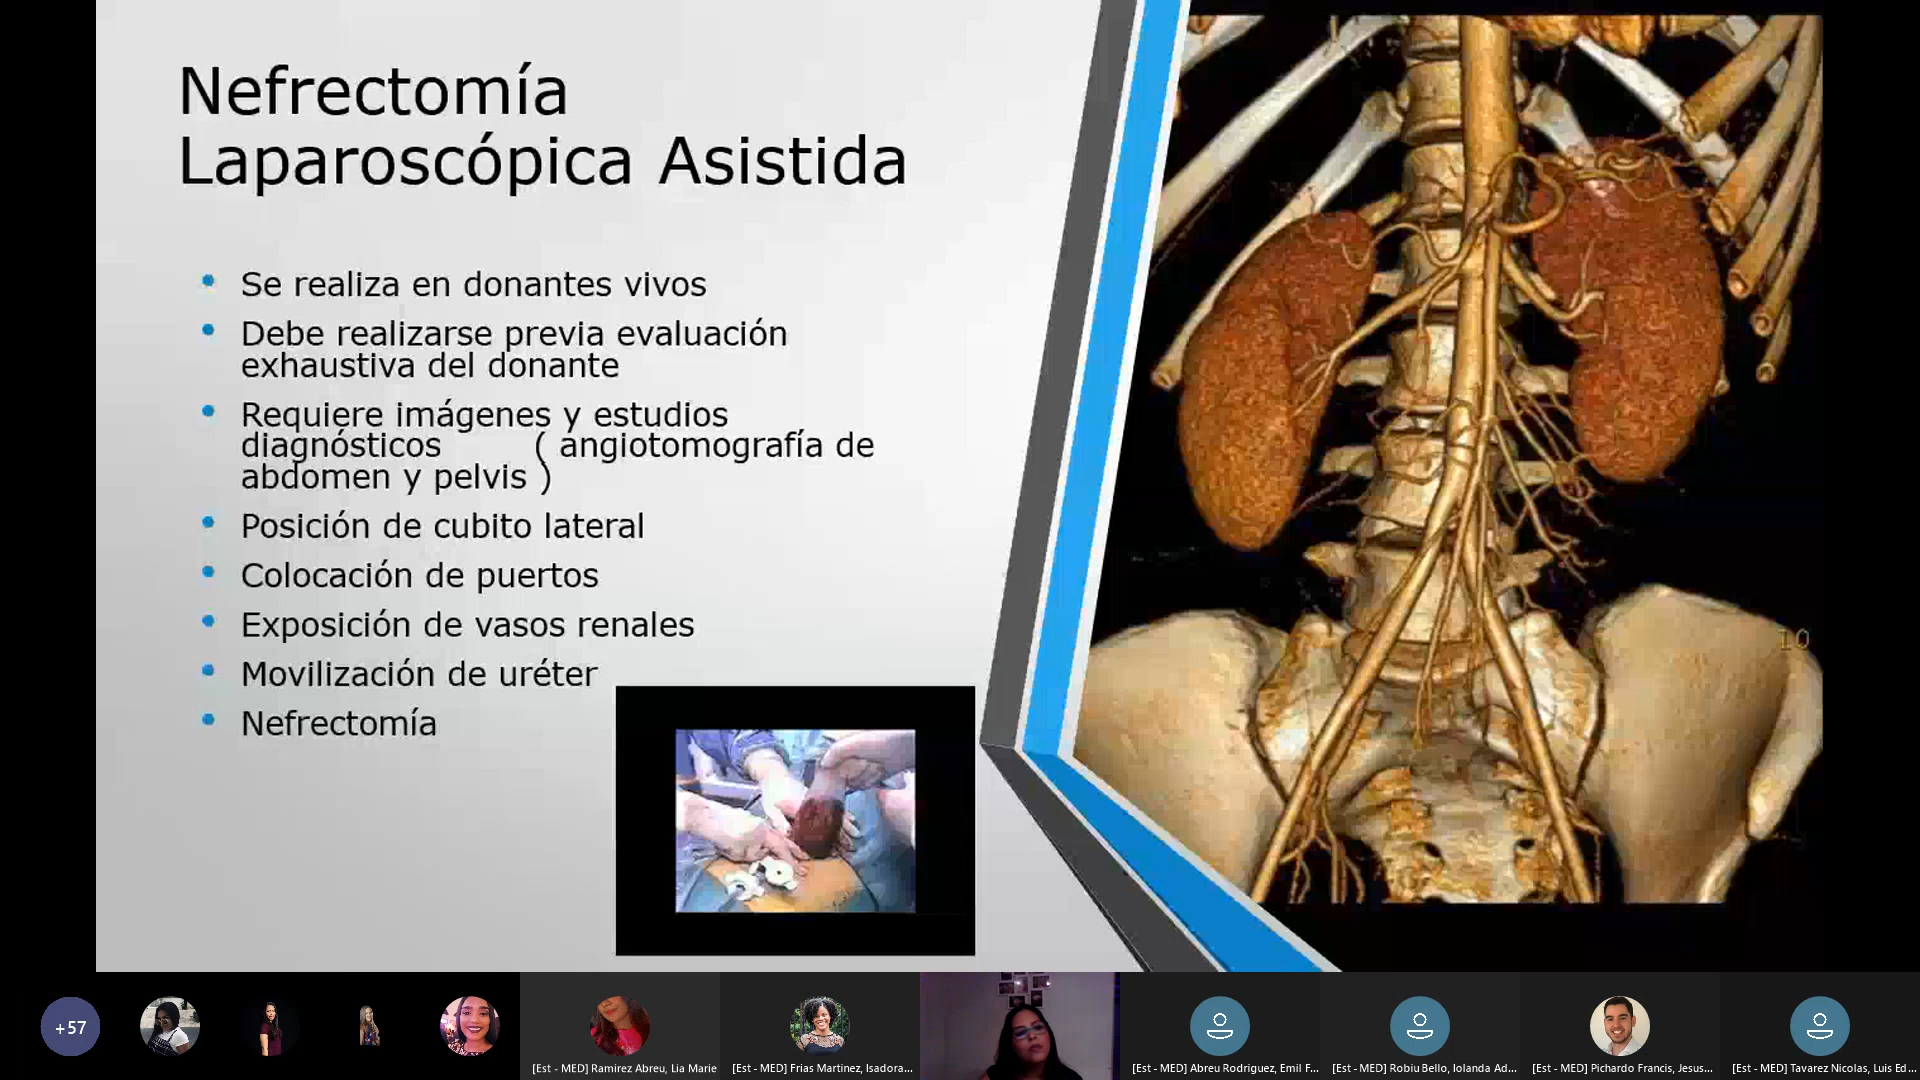 Nefrectomía
Laparoscópica Asistida
• Se realiza en donantes vivos
• Debe realizarse previa evaluación
exhaustiva del donante
• Requiere imágenes y estudios
diagnósticos ( angiotomografía de
abdomen y pelvis )
• Posición de cubito lateral
• Colocación de puertos
• Exposición de vasos renales
• Movilización de uréter
• Nefrectomía
10
+57
[Est - MED] Ramirez Abreu, Lia Marie
[Est - MED] Frias Martinez, Isadora...
[Est - MED] Abreu Rodriguez, Emil F...
[Est - MED] Robiu Bello, Iolanda Ad...
[Est - MED] Pichardo Francis, Jesus...
[Est - MED] Tavarez Nicolas, Luis Ed...